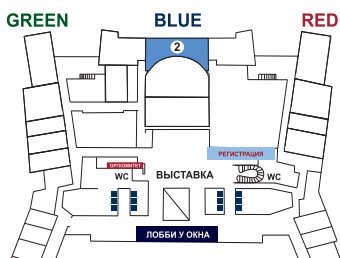 GREEN BLUE RED
2
РЕГИСТРАЦИЯ
ОРГКОМИТЕТ
WC ВЫСТАВКА WC
ЛОББИ У ОКНА